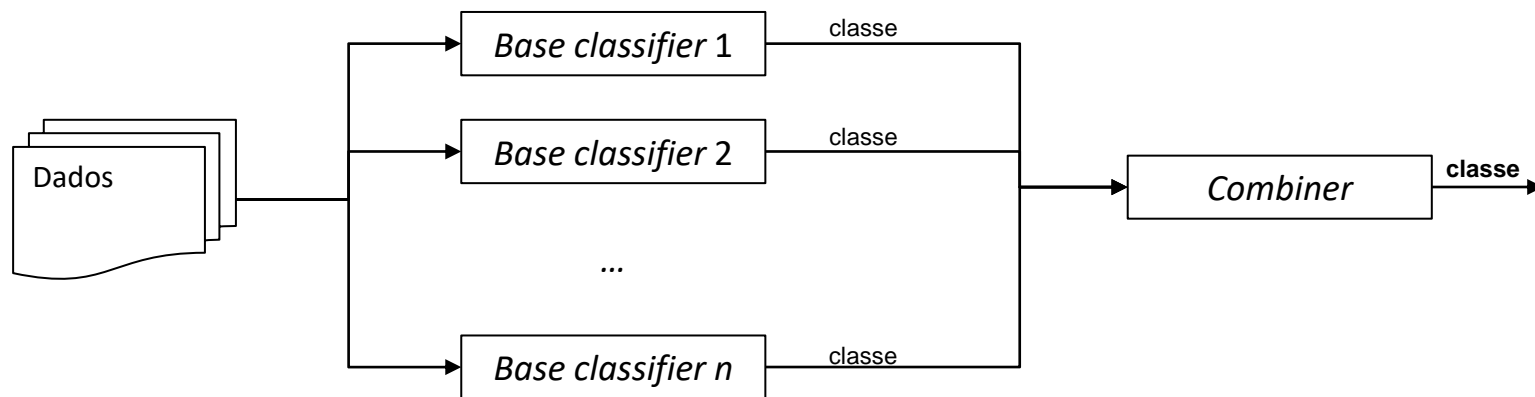 Base classifier 1
classe
Base classifier 2
classe
Dados
Combiner
classe
...
Base classifier n
classe